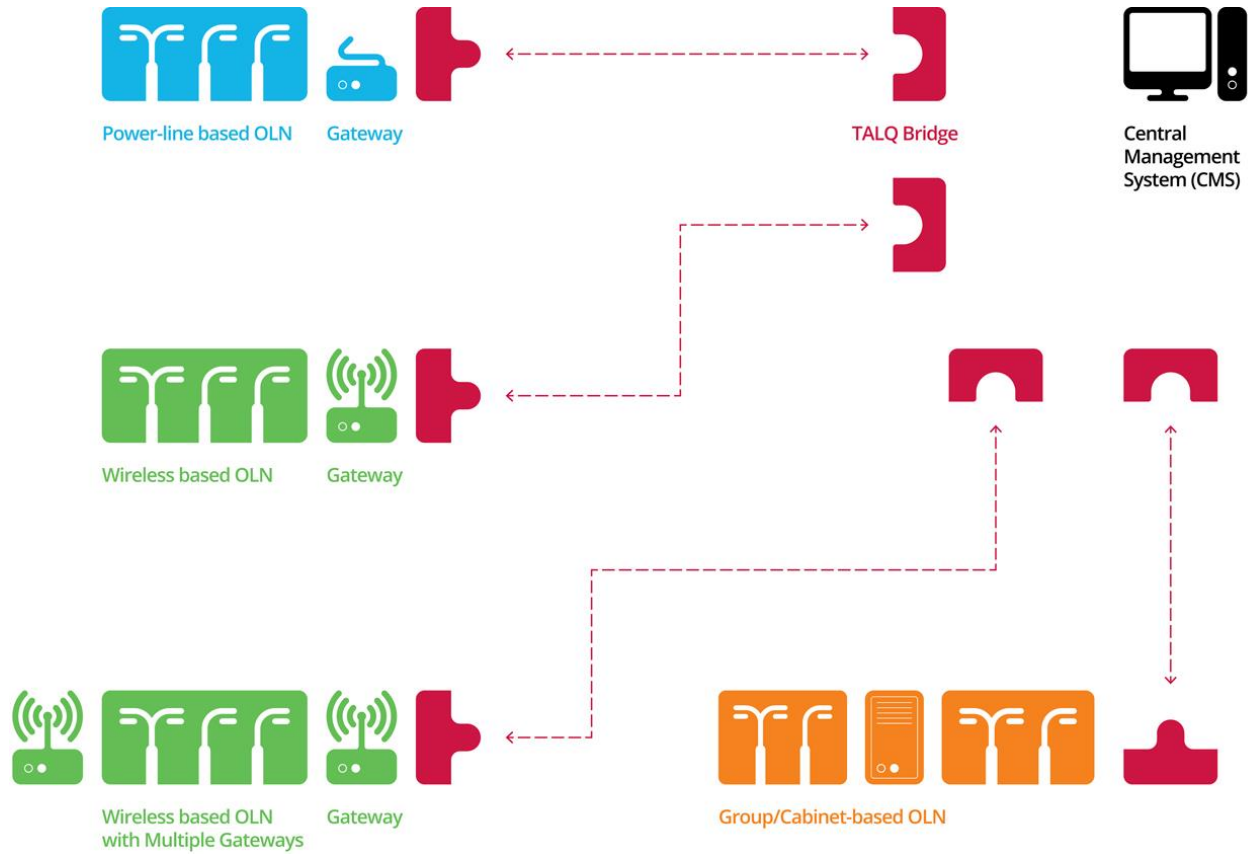 Power-line based OLN
Gateway
TALQ Bridge
Central
Management
System (CMS)
Wireless based OLN
Gateway
Wireless based OLN
with Multiple Gateways
Gateway
Group/Cabinet-based OLN